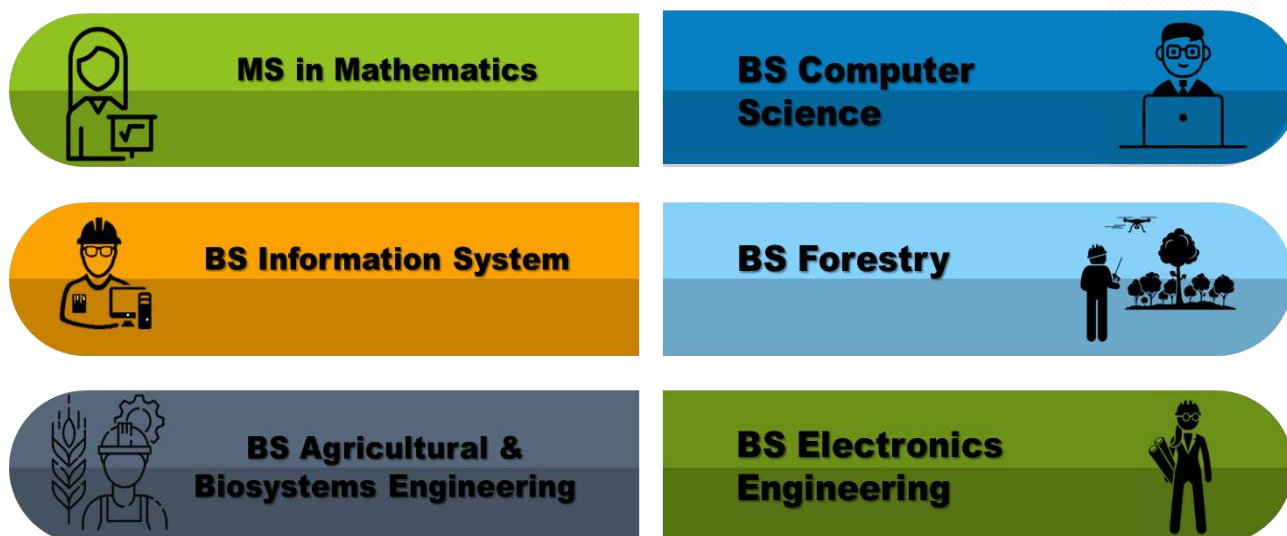 MS in Mathematics
BS Computer
Science
BS Information System
BS Forestry
BS Agricultural &
Biosystems Engineering
BS Electronics
Engineering